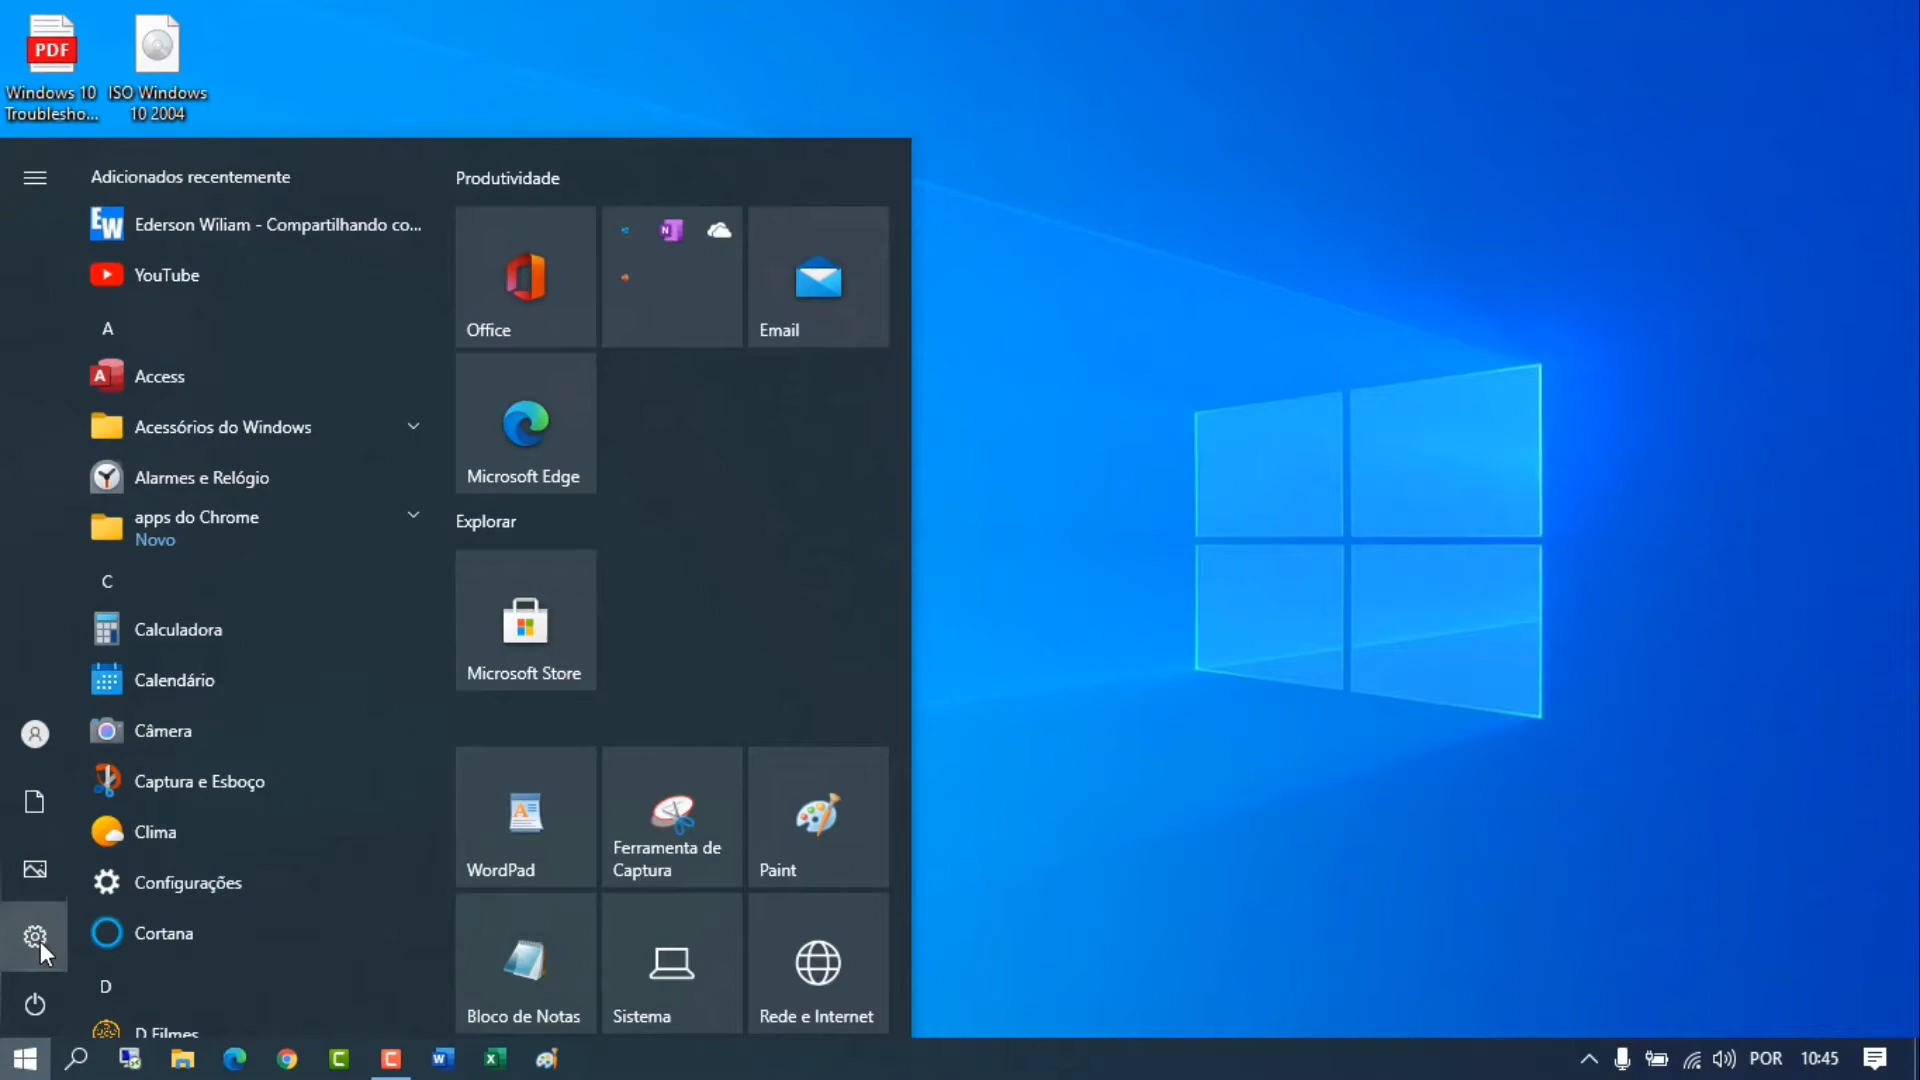 PDF
Windows 10
Troublesho...
ISO Windows
10 2004
Adicionados recentemente
EW
Ederson Wiliam - Compartilhando co...
YouTube
A
A
Access
Acessórios do Windows
Alarmes e Relógio
apps do Chrome
Novo
C
Calculadora
Calendário
Câmera
Captura e Esboço
Clima
Configurações
Cortana
D
D Filmes
Produtividade
Office
N
Email
Microsoft Edge
Explorar
Microsoft Store
A
WordPad
Ferramenta de
Captura
Paint
Bloco de Notas
Sistema
Rede e Internet
C
C
W
X
POR
10:45